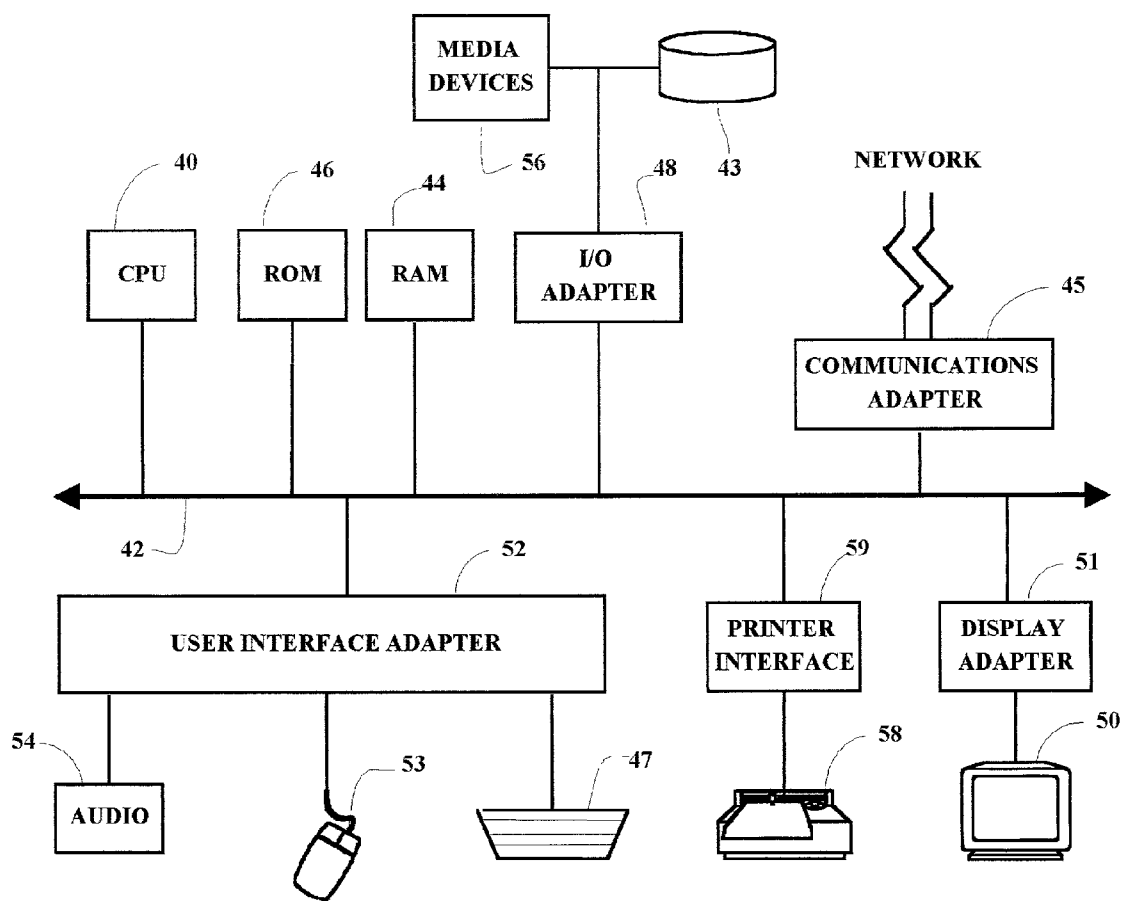 MEDIA
DEVICES
56
43
40
46
44
48
NETWORK
CPU
ROM
RAM
I/O
ADAPTER
45
COMMUNICATIONS
ADAPTER
42
52
59
51
USER INTERFACE ADAPTER
PRINTER
INTERFACE
DISPLAY
ADAPTER
54
53
47
58
50
AUDIO